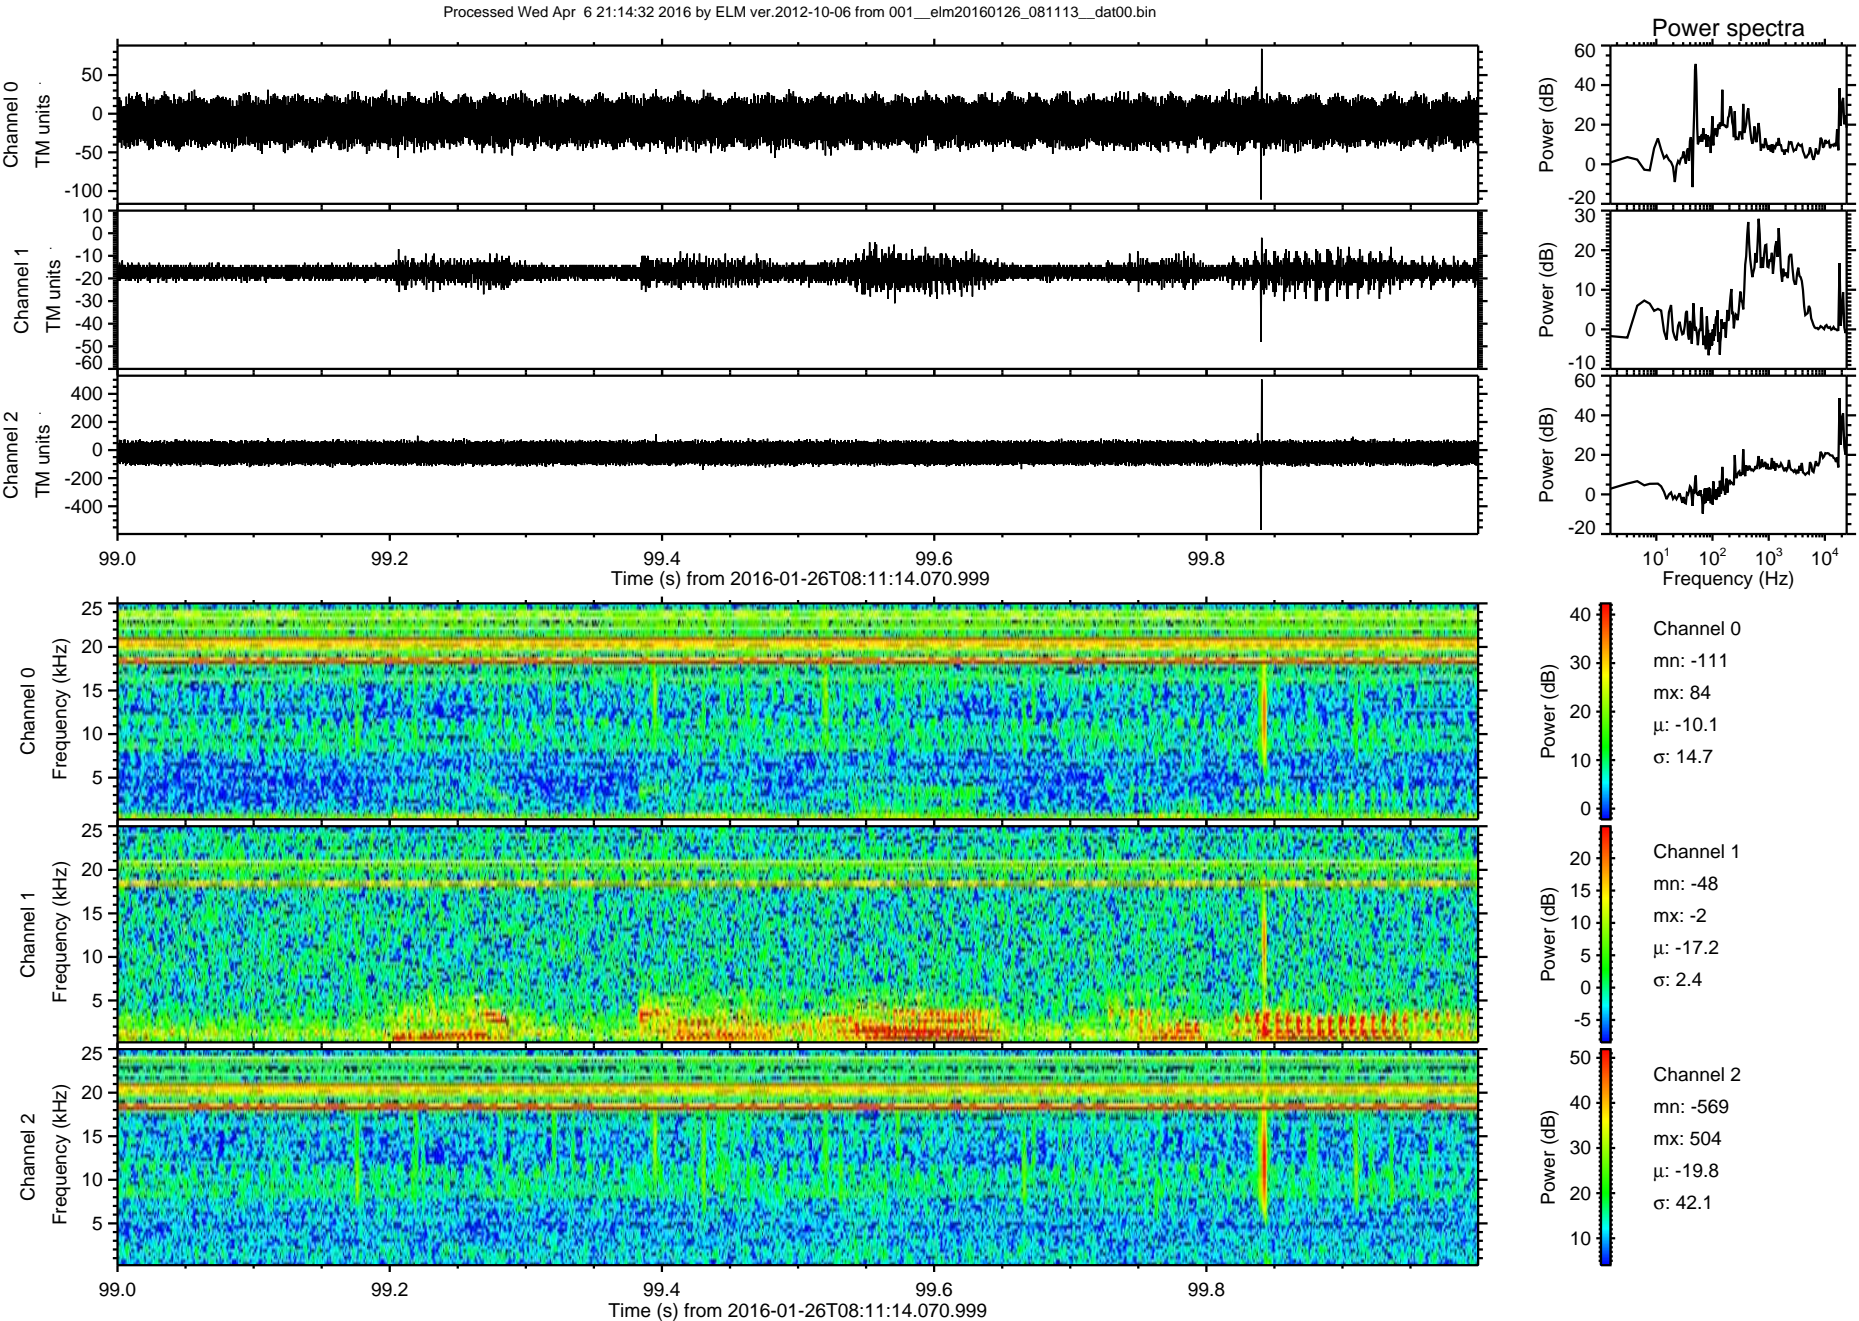 Processed Wed Apr  6 21:14:32 2016 by ELM ver.2012-10-06 from 001__elm20160126_081113__dat00.bin
Power spectra
Channel 0
TM units
50
0
-50
-100
Power (dB)
60
40
20
0
-20
Channel 1
TM units
10
0
-10
-20
-30
-40
-50
-60
Power (dB)
30
20
10
0
-10
Channel 2
TM units
400
200
0
-200
-400
Power (dB)
60
40
20
0
-20
99.0 99.2 99.4 99.6 99.8
Time (s) from 2016-01-26T08:11:14.070.999
10^1 10^2 10^3 10^4
Frequency (Hz)
Channel 0
Frequency (kHz)
25
20
15
10
5
Power (dB)
40
30
20
10
0
Channel 0
mn: -111
mx: 84
μ: -10.1
σ: 14.7
Channel 1
Frequency (kHz)
25
20
15
10
5
Power (dB)
20
15
10
5
0
-5
Channel 1
mn: -48
mx: -2
μ: -17.2
σ: 2.4
Channel 2
Frequency (kHz)
25
20
15
10
5
Power (dB)
50
40
30
20
10
Channel 2
mn: -569
mx: 504
μ: -19.8
σ: 42.1
99.0 99.2 99.4 99.6 99.8
Time (s) from 2016-01-26T08:11:14.070.999